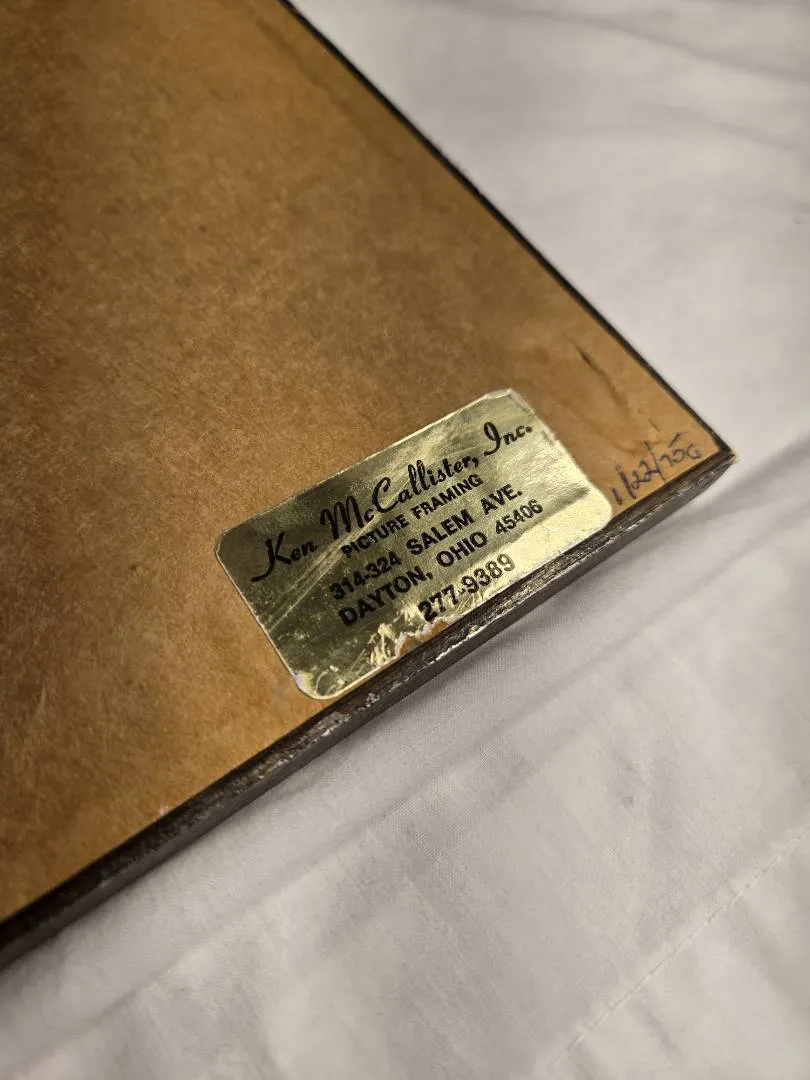 Ken McCallister, Inc.
PICTURE FRAMING
314-324 SALEM AVE.
DAYTON, OHIO 45406
277-9389